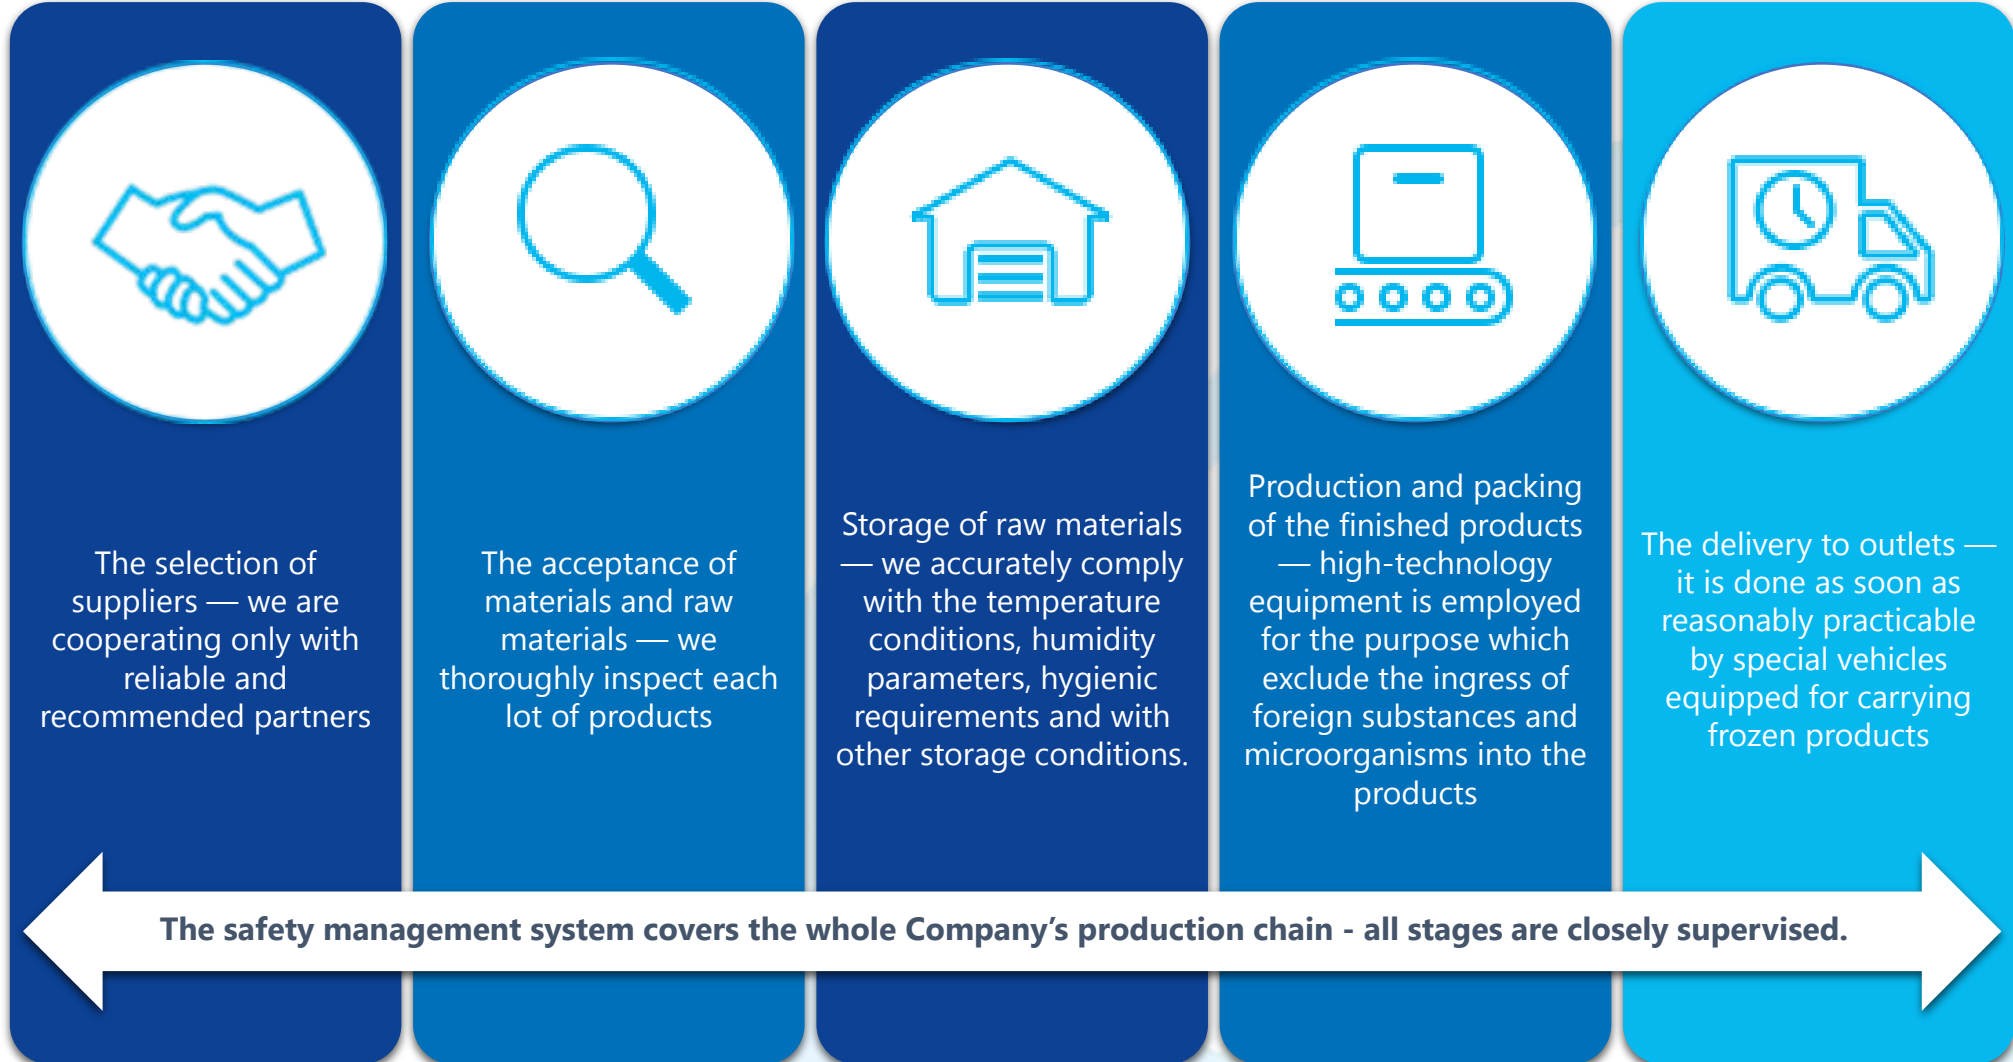 The selection of
suppliers — we are
cooperating only with
reliable and
recommended partners
The acceptance of
materials and raw
materials — we
thoroughly inspect each
lot of products
Storage of raw materials
— we accurately comply
with the temperature
conditions, humidity
parameters, hygienic
requirements and with
other storage conditions.
Production and packing
of the finished products
— high-technology
equipment is employed
for the purpose which
exclude the ingress of
foreign substances and
microorganisms into the
products
The delivery to outlets —
it is done as soon as
reasonably practicable
by special vehicles
equipped for carrying
frozen products
The safety management system covers the whole Company’s production chain - all stages are closely supervised.